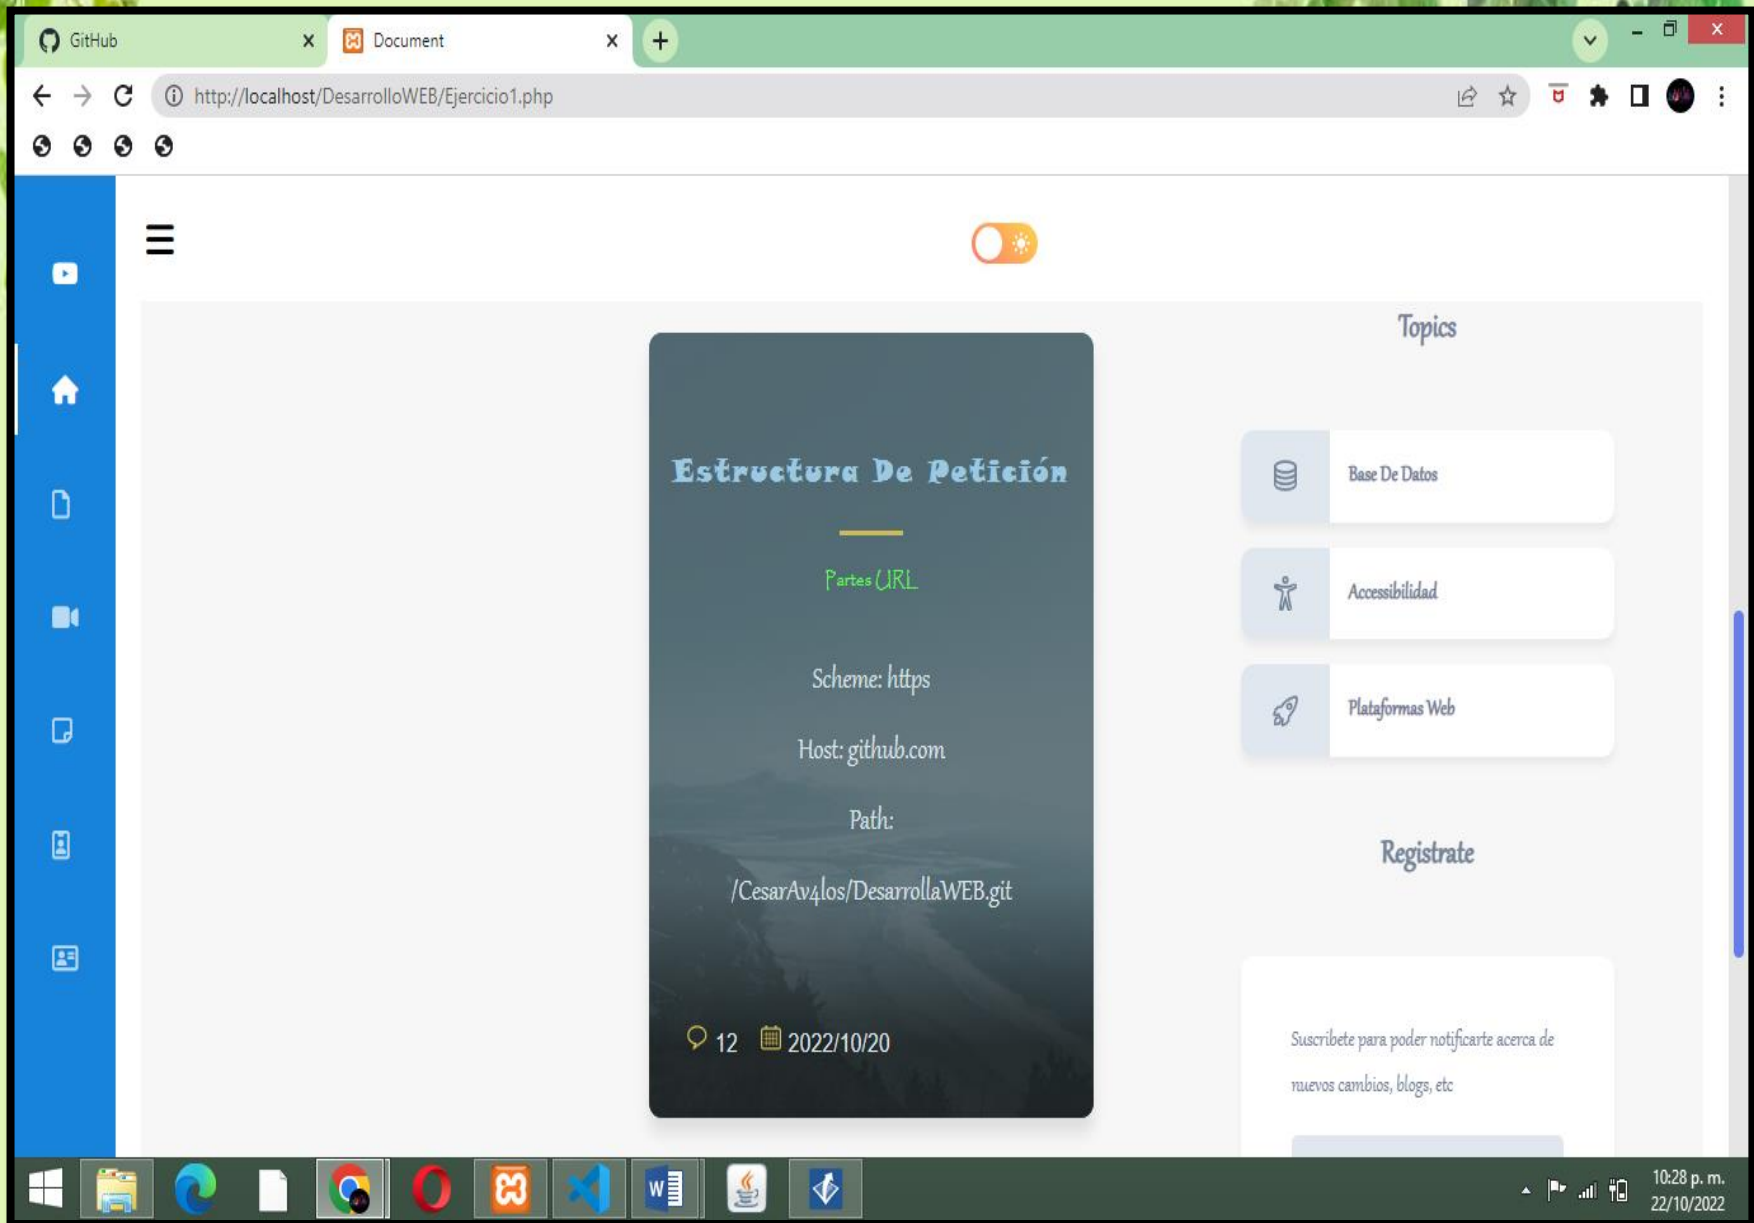 GitHub
Document
http://localhost/DesarrolloWEB/Ejercicio1.php
Topics
Estructura De Petición
Partes URL
Scheme: https
Host: github.com
Path:
/CesarAv4los/DesarrollaWEB.git
12 2022/10/20
Base De Datos
Accessibilidad
Plataformas Web
Registrate
Suscribete para poder notificarte acerca de
nuevos cambios, blogs, etc
10:28 p. m.
22/10/2022